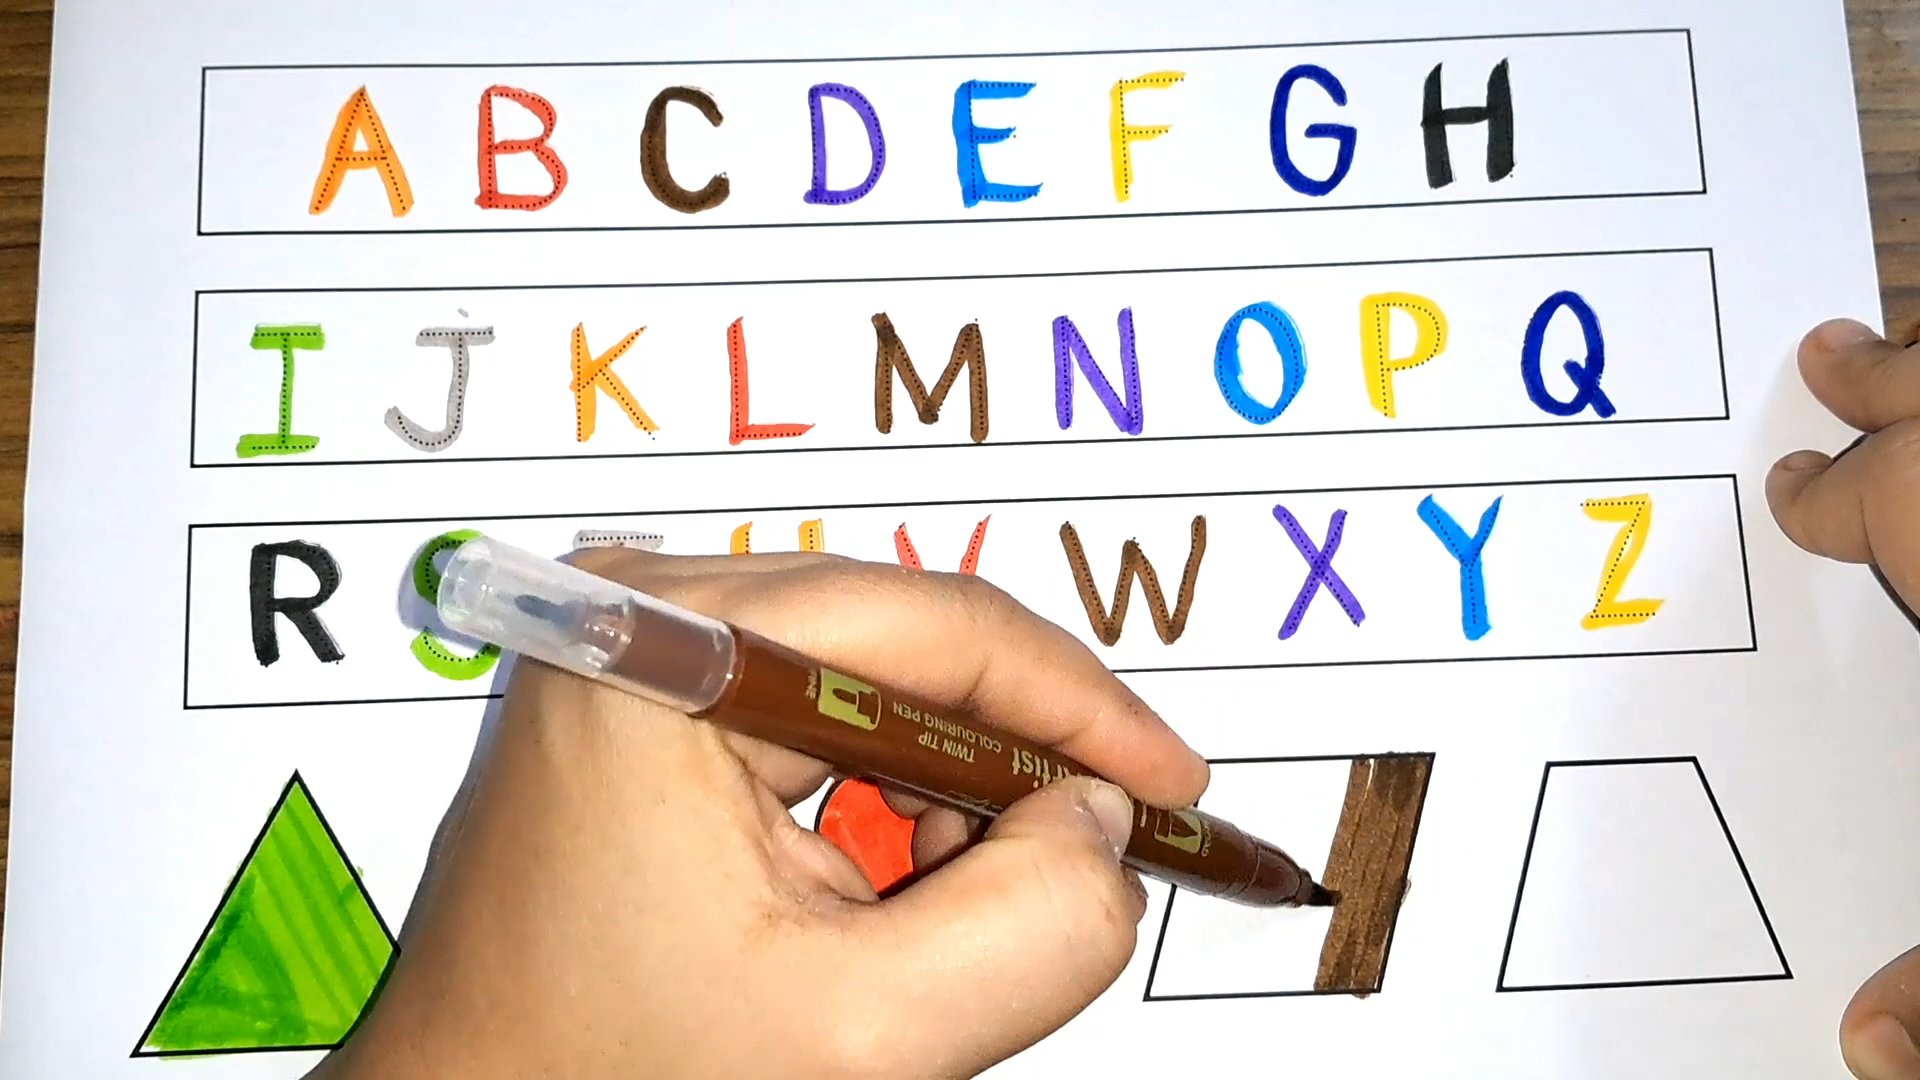 A B C D E F G H
I J K L M N O P Q
R S T U V W X Y Z
TWIN TIP
COLOURING PEN